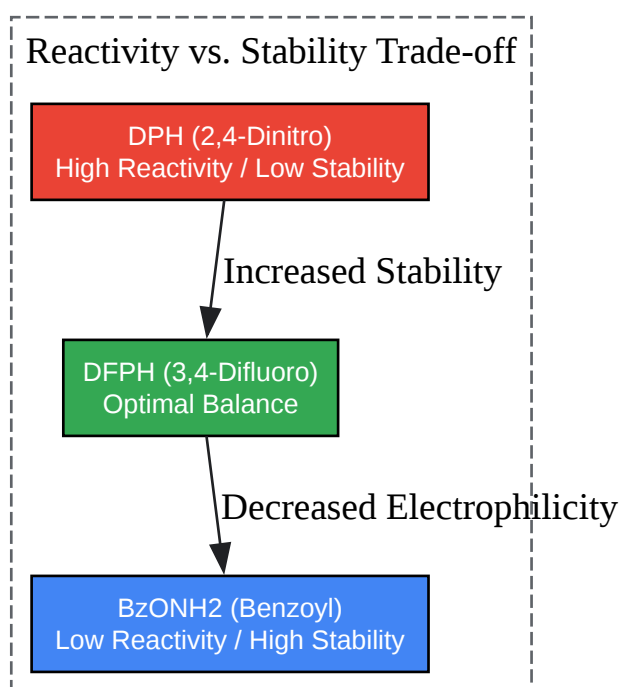 Reactivity vs. Stability Trade-off
DPH (2,4-Dinitro)
High Reactivity / Low Stability
Increased Stability
DFPH (3,4-Difluoro)
Optimal Balance
Decreased Electrophilicity
BzONH2 (Benzoyl)
Low Reactivity / High Stability